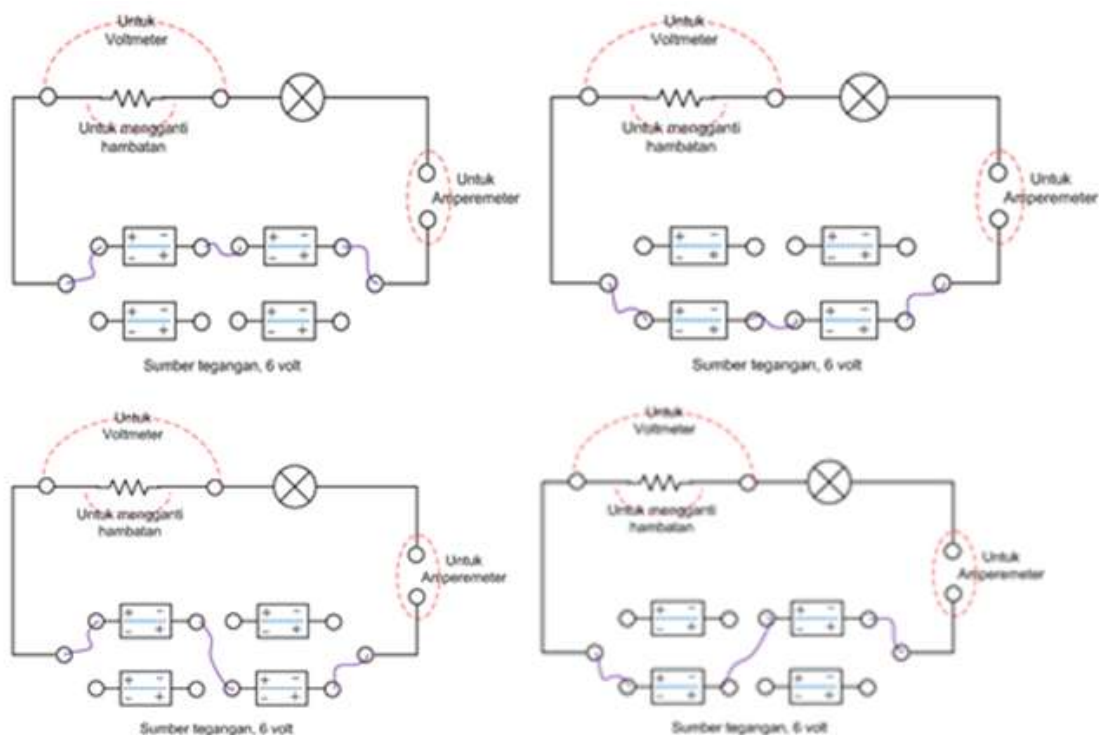 Untuk
Voltmeter
Untuk mengganti
hambatan
Untuk
Amperemeter
+ - + -
- + - +
+ - + -
- + - +
Sumber tegangan, 6 volt
Untuk
Voltmeter
Untuk mengganti
hambatan
Untuk
Amperemeter
+ - + -
- + - +
+ - + -
- + - +
Sumber tegangan, 6 volt
Untuk
Voltmeter
Untuk mengganti
hambatan
Untuk
Amperemeter
+ - + -
- + - +
+ - + -
- + - +
Sumber tegangan, 6 volt
Untuk
Voltmeter
Untuk mengganti
hambatan
Untuk
Amperemeter
+ - + -
- + - +
+ - + -
- + - +
Sumber tegangan, 6 volt